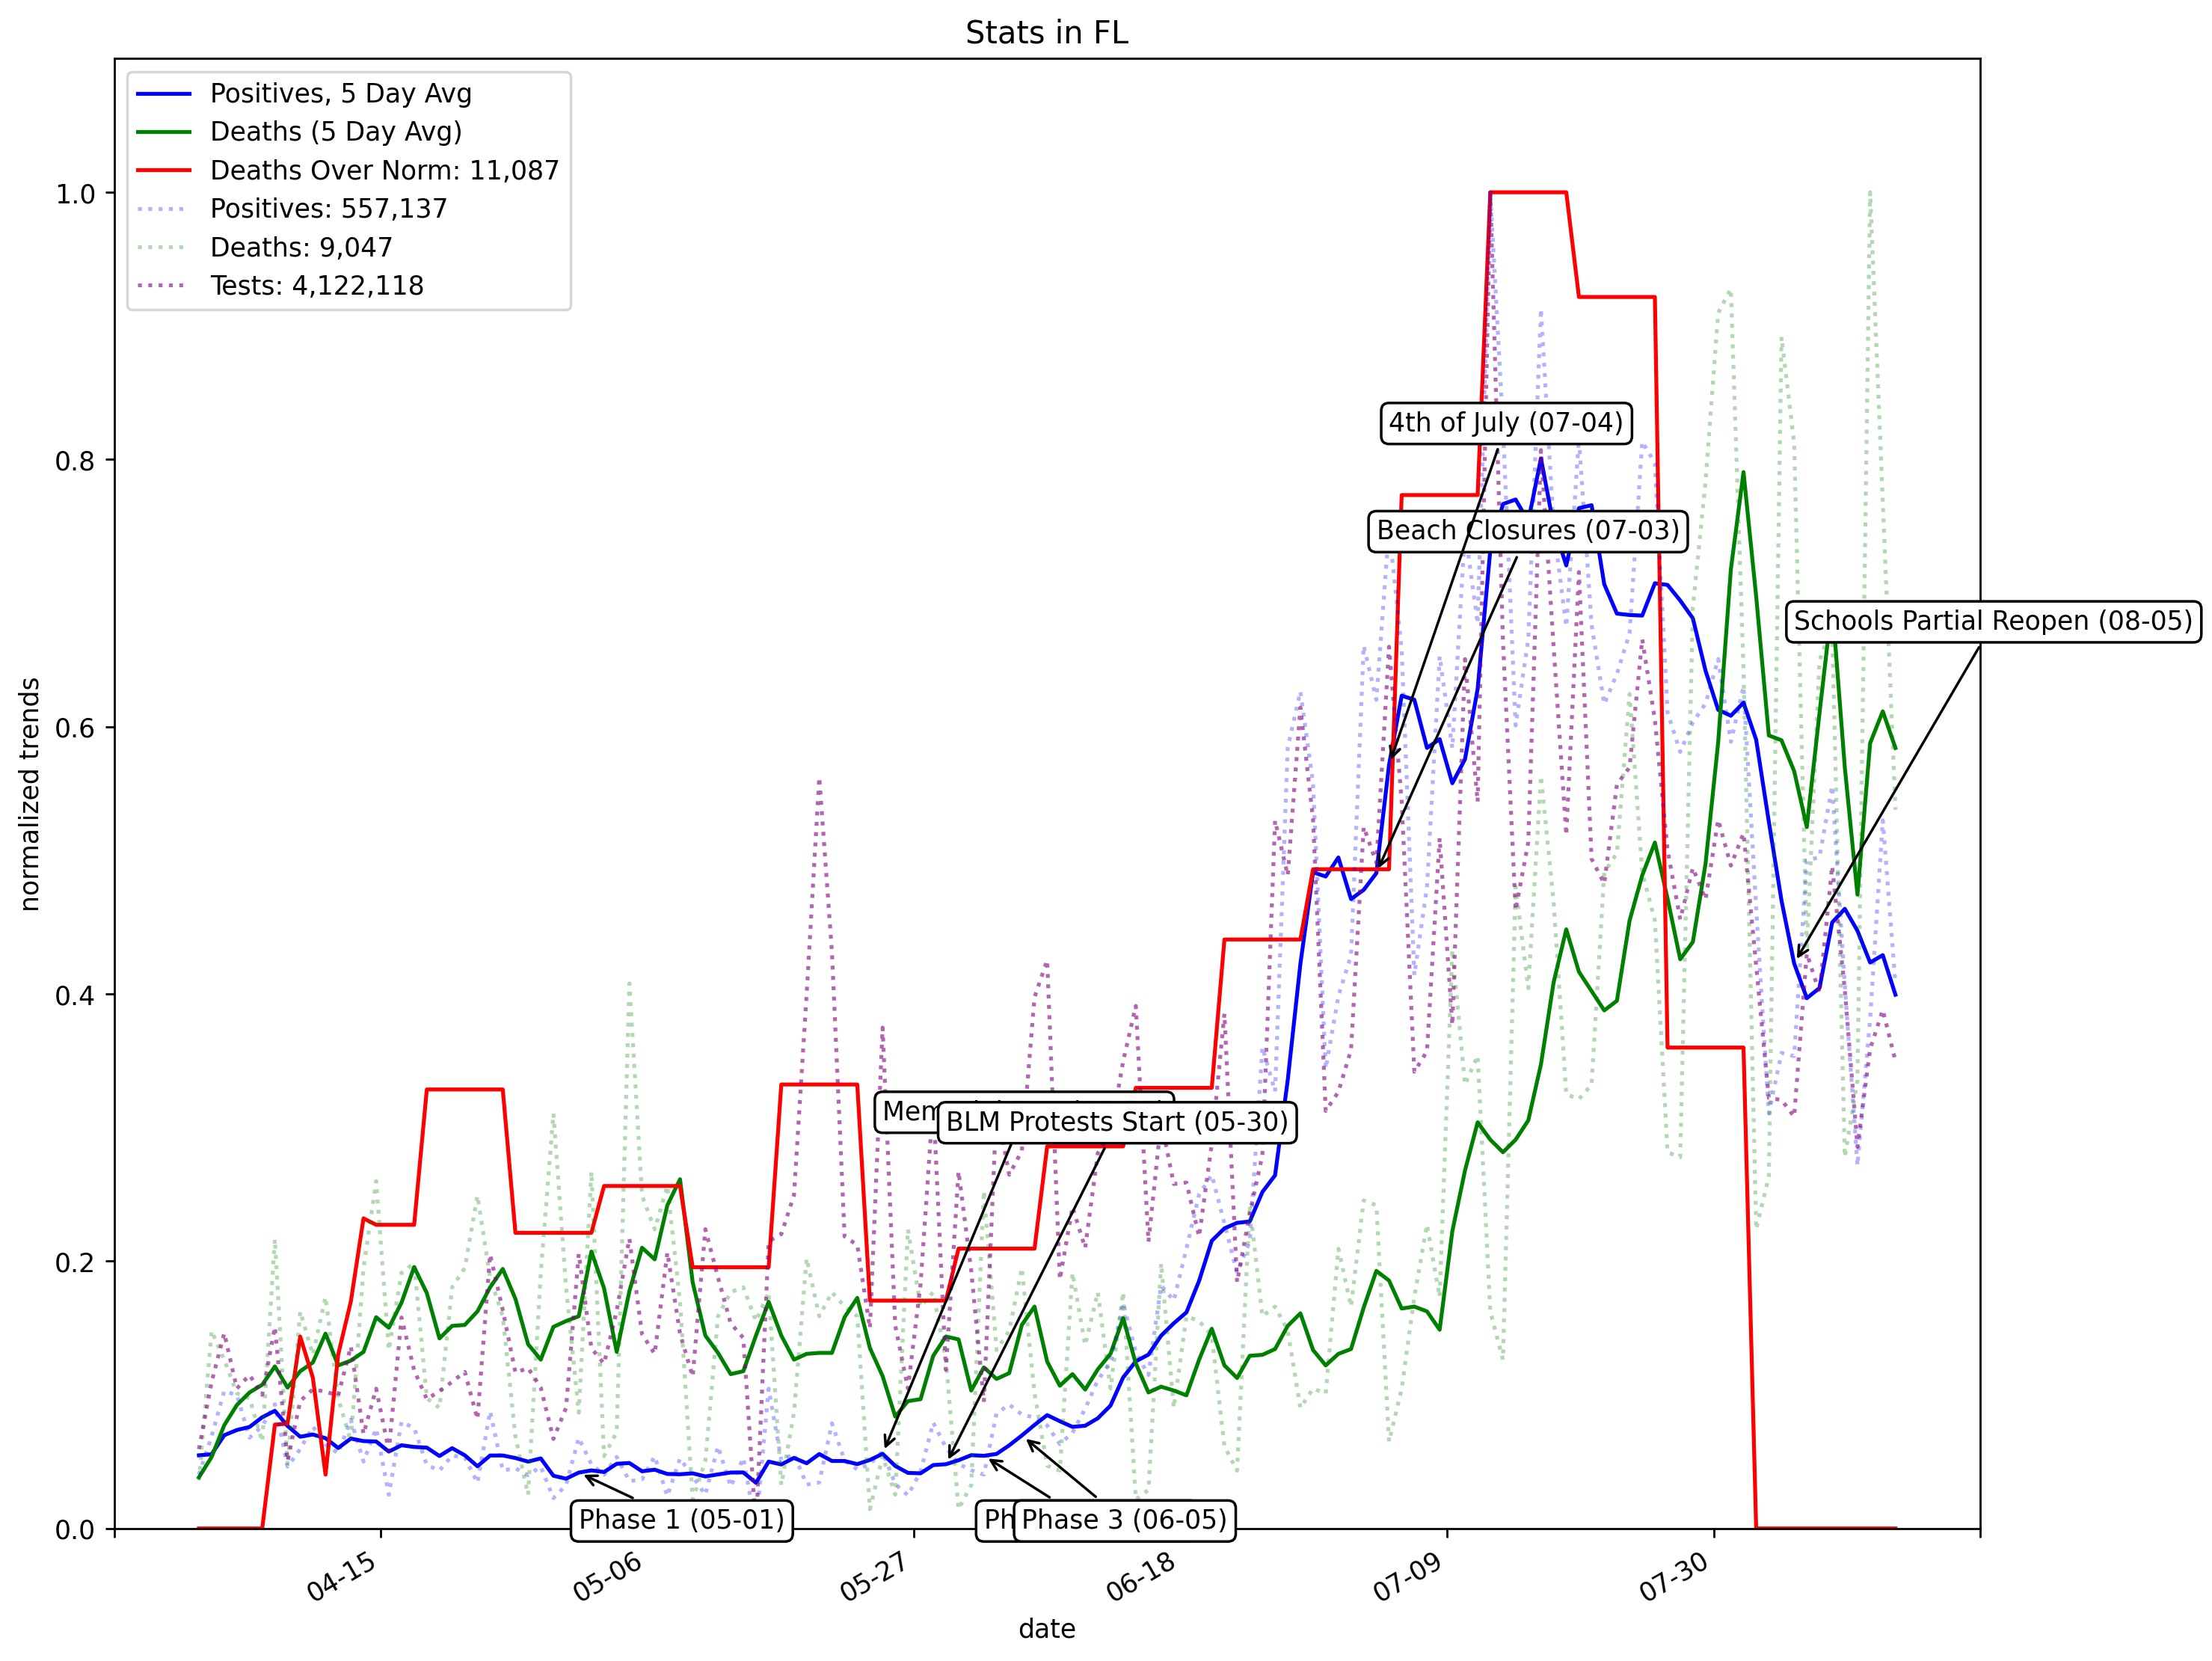 Stats in FL
Positives, 5 Day Avg
Deaths (5 Day Avg)
Deaths Over Norm: 11,087
Positives: 557,137
Deaths: 9,047
Tests: 4,122,118
1.0
0.8
0.6
0.4
0.2
0.0
normalized trends
4th of July (07-04)
Beach Closures (07-03)
Schools Partial Reopen (08-05)
BLM Protests Start (05-30)
Phase 1 (05-01)
Phase 3 (06-05)
04-15
05-06
05-27
06-18
07-09
07-30
date